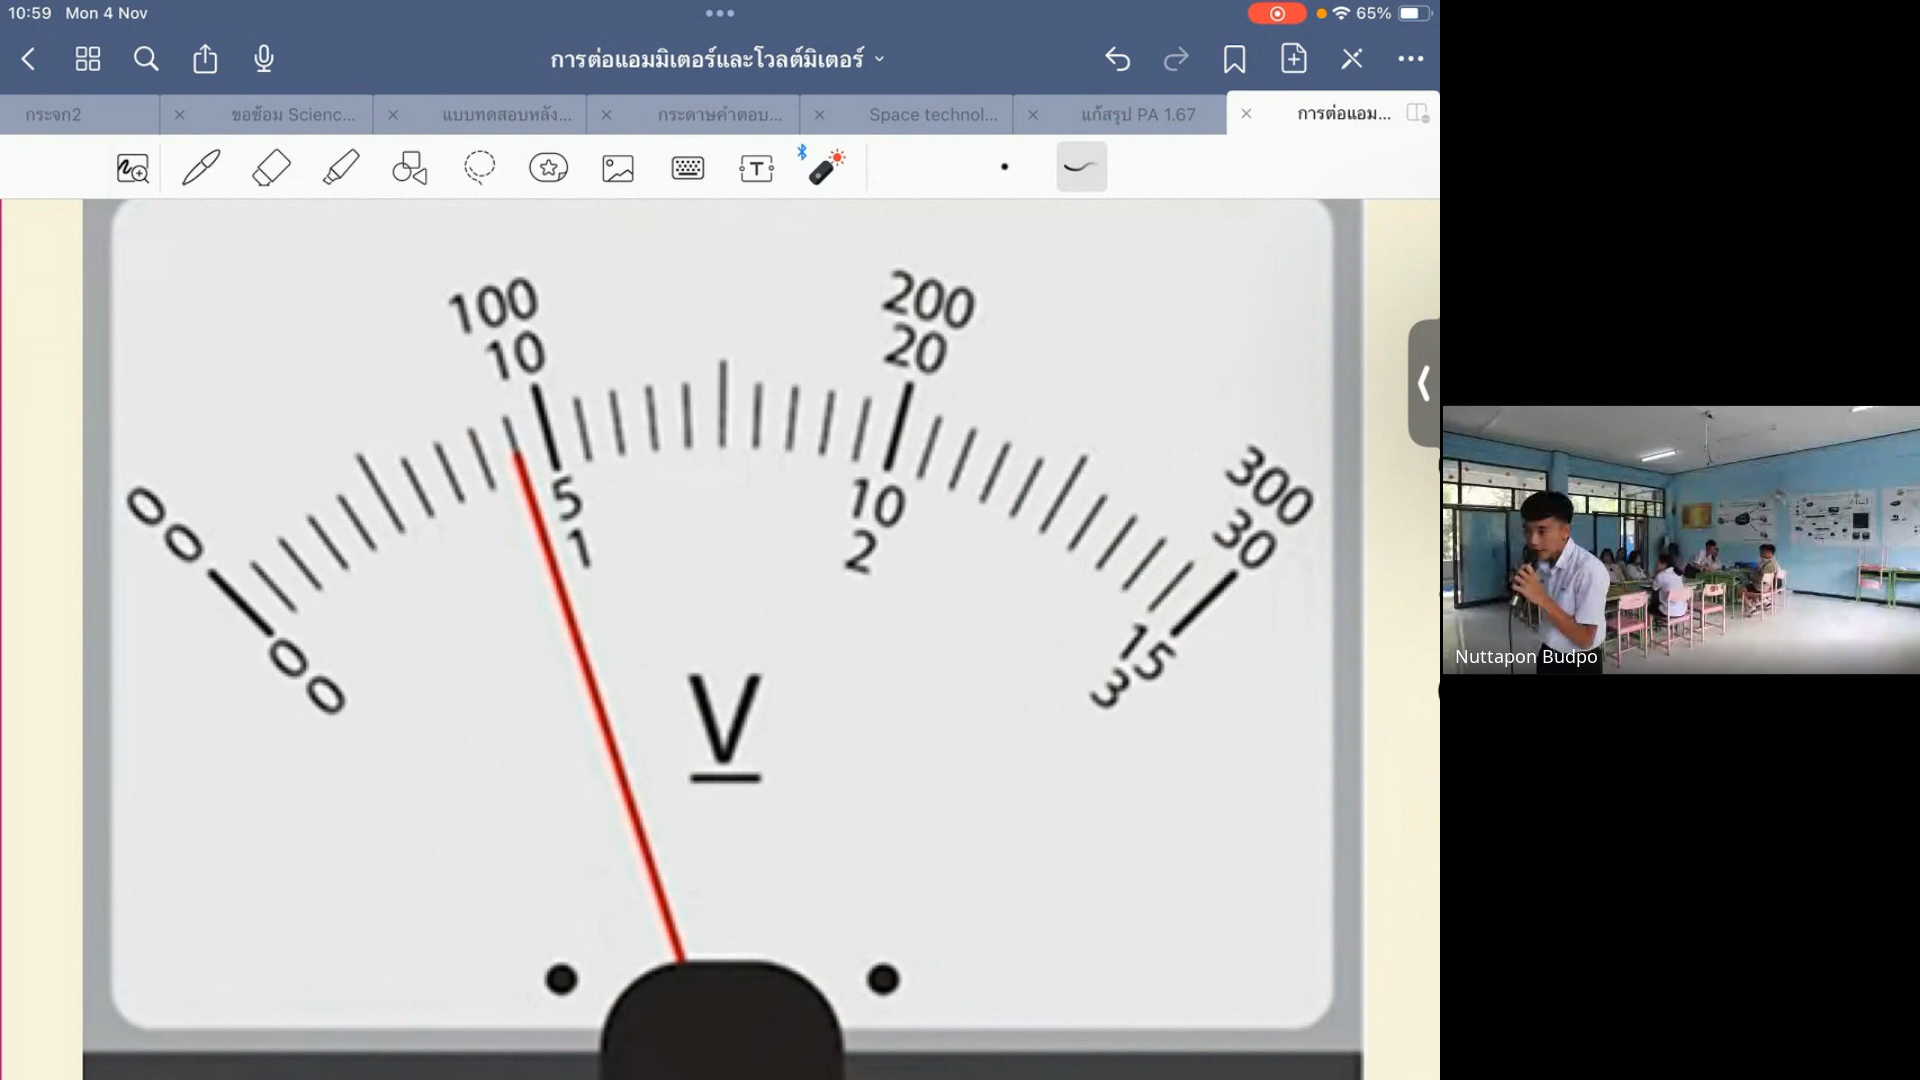 10:59 Mon 4 Nov
65%
การต่อแอมมิเตอร์และโวลต์มิเตอร์
กระจก2
ขอซ้อม Scienc...
แบบทดสอบหลัง...
กระดาษคำตอบ...
Space technol...
แก้สรุป PA 1.67
การต่อแอม...
T
0 100 200 300
0 10 20 30
0 5 10 15
0 1 2 3
V
Nuttapon Budpo